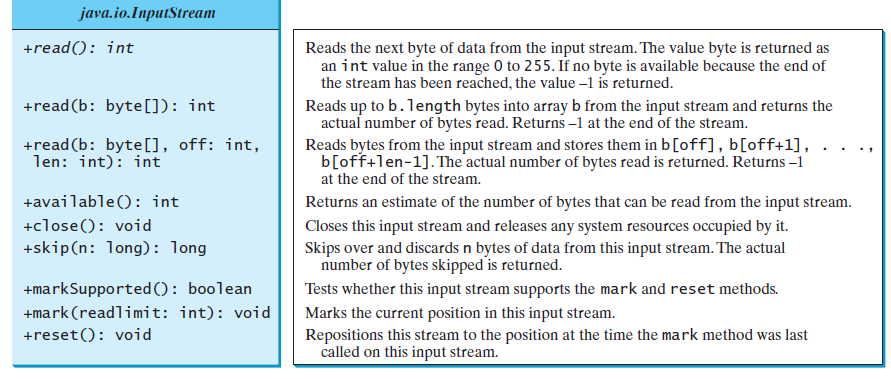 java.io.InputStream
+read(): int
Reads the next byte of data from the input stream. The value byte is returned as
an int value in the range 0 to 255. If no byte is available because the end of
the stream has been reached, the value –1 is returned.
+read(b: byte[]): int
Reads up to b.length bytes into array b from the input stream and returns the
actual number of bytes read. Returns –1 at the end of the stream.
+read(b: byte[], off: int,
len: int): int
Reads bytes from the input stream and stores them in b[off], b[off+1], . . .,
b[off+len-1]. The actual number of bytes read is returned. Returns –1
at the end of the stream.
+available(): int
Returns an estimate of the number of bytes that can be read from the input stream.
+close(): void
Closes this input stream and releases any system resources occupied by it.
+skip(n: long): long
Skips over and discards n bytes of data from this input stream. The actual
number of bytes skipped is returned.
+markSupported(): boolean
Tests whether this input stream supports the mark and reset methods.
+mark(readlimit: int): void
Marks the current position in this input stream.
+reset(): void
Repositions this stream to the position at the time the mark method was last
called on this input stream.